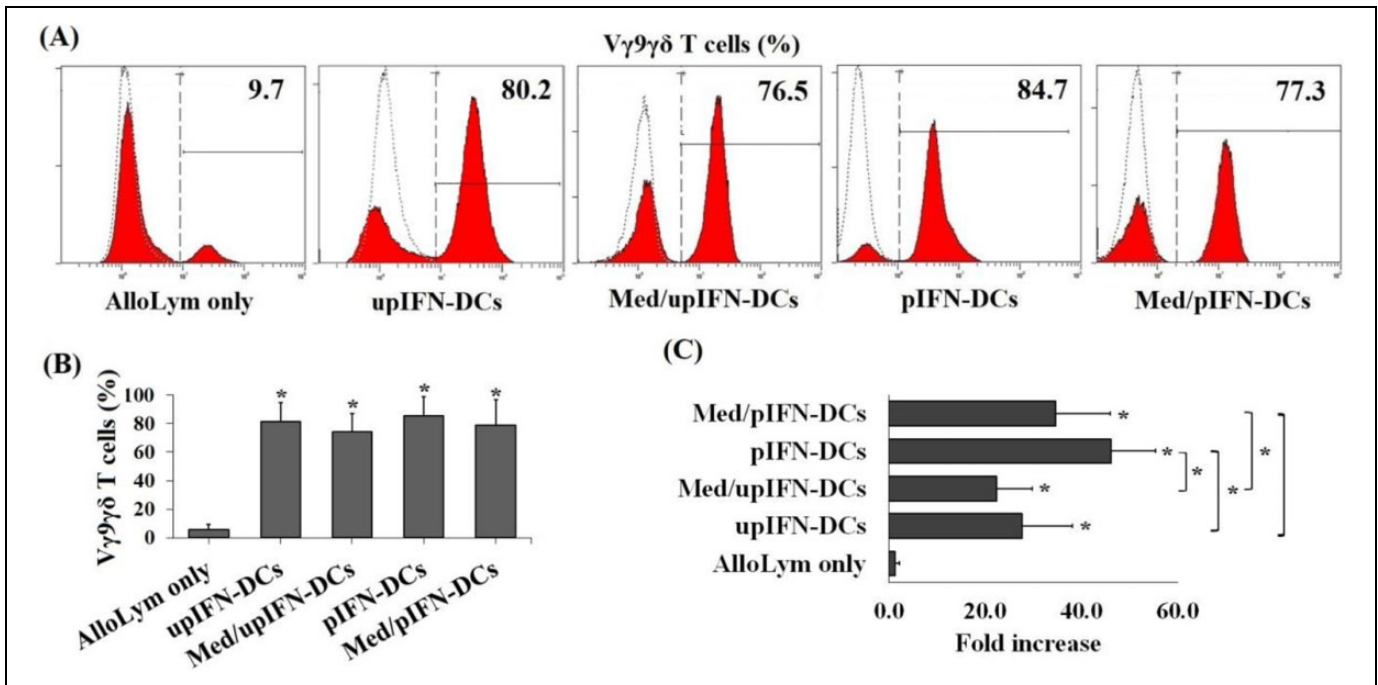 (A)
Vγ9γδ T cells (%)
9.7
80.2
76.5
84.7
77.3
AlloLym only
upIFN-DCs
Med/upIFN-DCs
pIFN-DCs
Med/pIFN-DCs
(B)
Vγ9γδ T cells (%)
100
80
60
40
20
0
* * * *
AlloLym only
upIFN-DCs
Med/upIFN-DCs
pIFN-DCs
Med/pIFN-DCs
(C)
Med/pIFN-DCs *
pIFN-DCs *
Med/upIFN-DCs *
upIFN-DCs *
AlloLym only
* * *
0.0 20.0 40.0 60.0
Fold increase